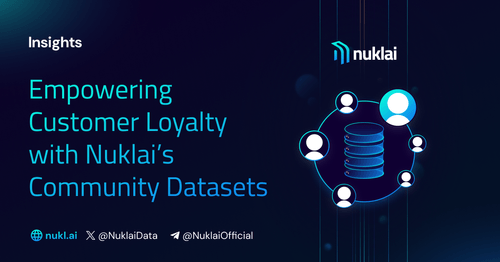 Insights
nuklai
Empowering
Customer Loyalty
with Nuklai's
Community Datasets
nukl.ai @NuklaiData @NuklaiOfficial